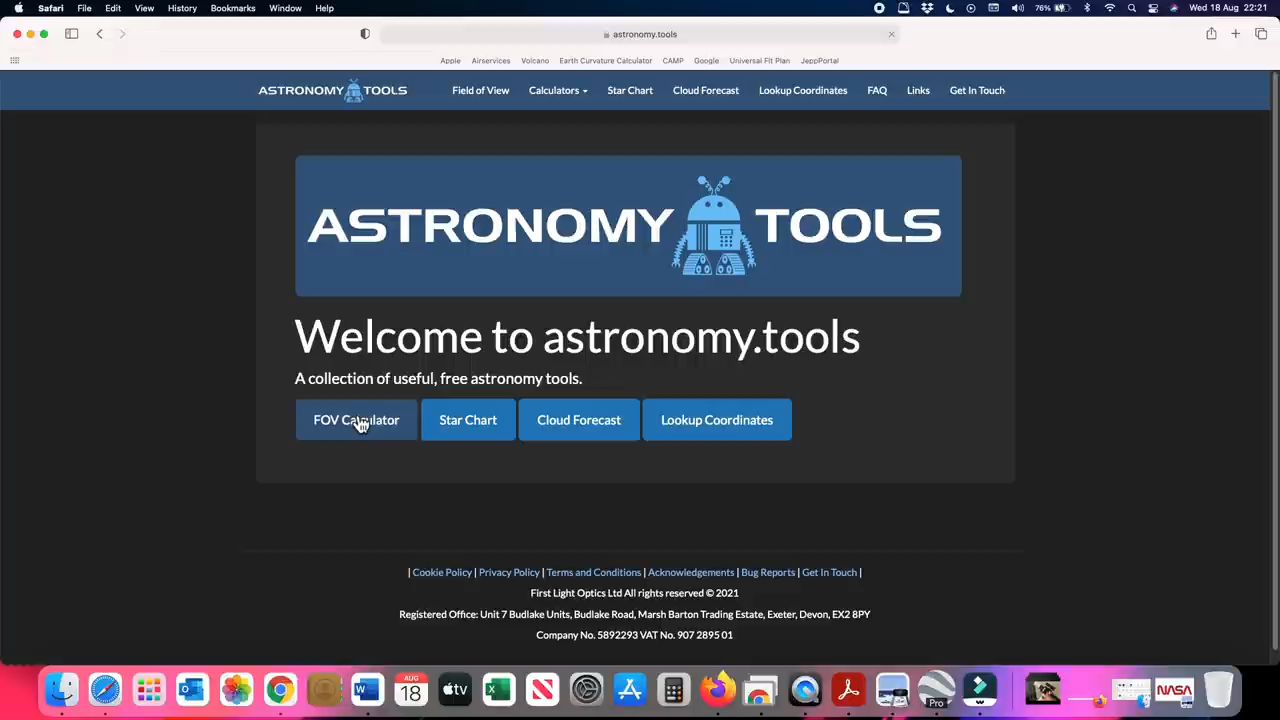 Safari File Edit View History Bookmarks Window Help 76% Wed 18 Aug 22:21
astronomy.tools
Apple Airservices Volcano Earth Curvature Calculator CAMP Google Universal Flt Plan JeppPortal
ASTRONOMY TOOLS Field of View Calculators Star Chart Cloud Forecast Lookup Coordinates FAQ Links Get In Touch
ASTRONOMY TOOLS
Welcome to astronomy.tools
A collection of useful, free astronomy tools.
FOV Calculator Star Chart Cloud Forecast Lookup Coordinates
| Cookie Policy | Privacy Policy | Terms and Conditions | Acknowledgements | Bug Reports | Get In Touch |
First Light Optics Ltd All rights reserved © 2021
Registered Office: Unit 7 Budlake Units, Budlake Road, Marsh Barton Trading Estate, Exeter, Devon, EX2 8PY
Company No. 5892293 VAT No. 907 2895 01
AUG
18 tv Pro NASA